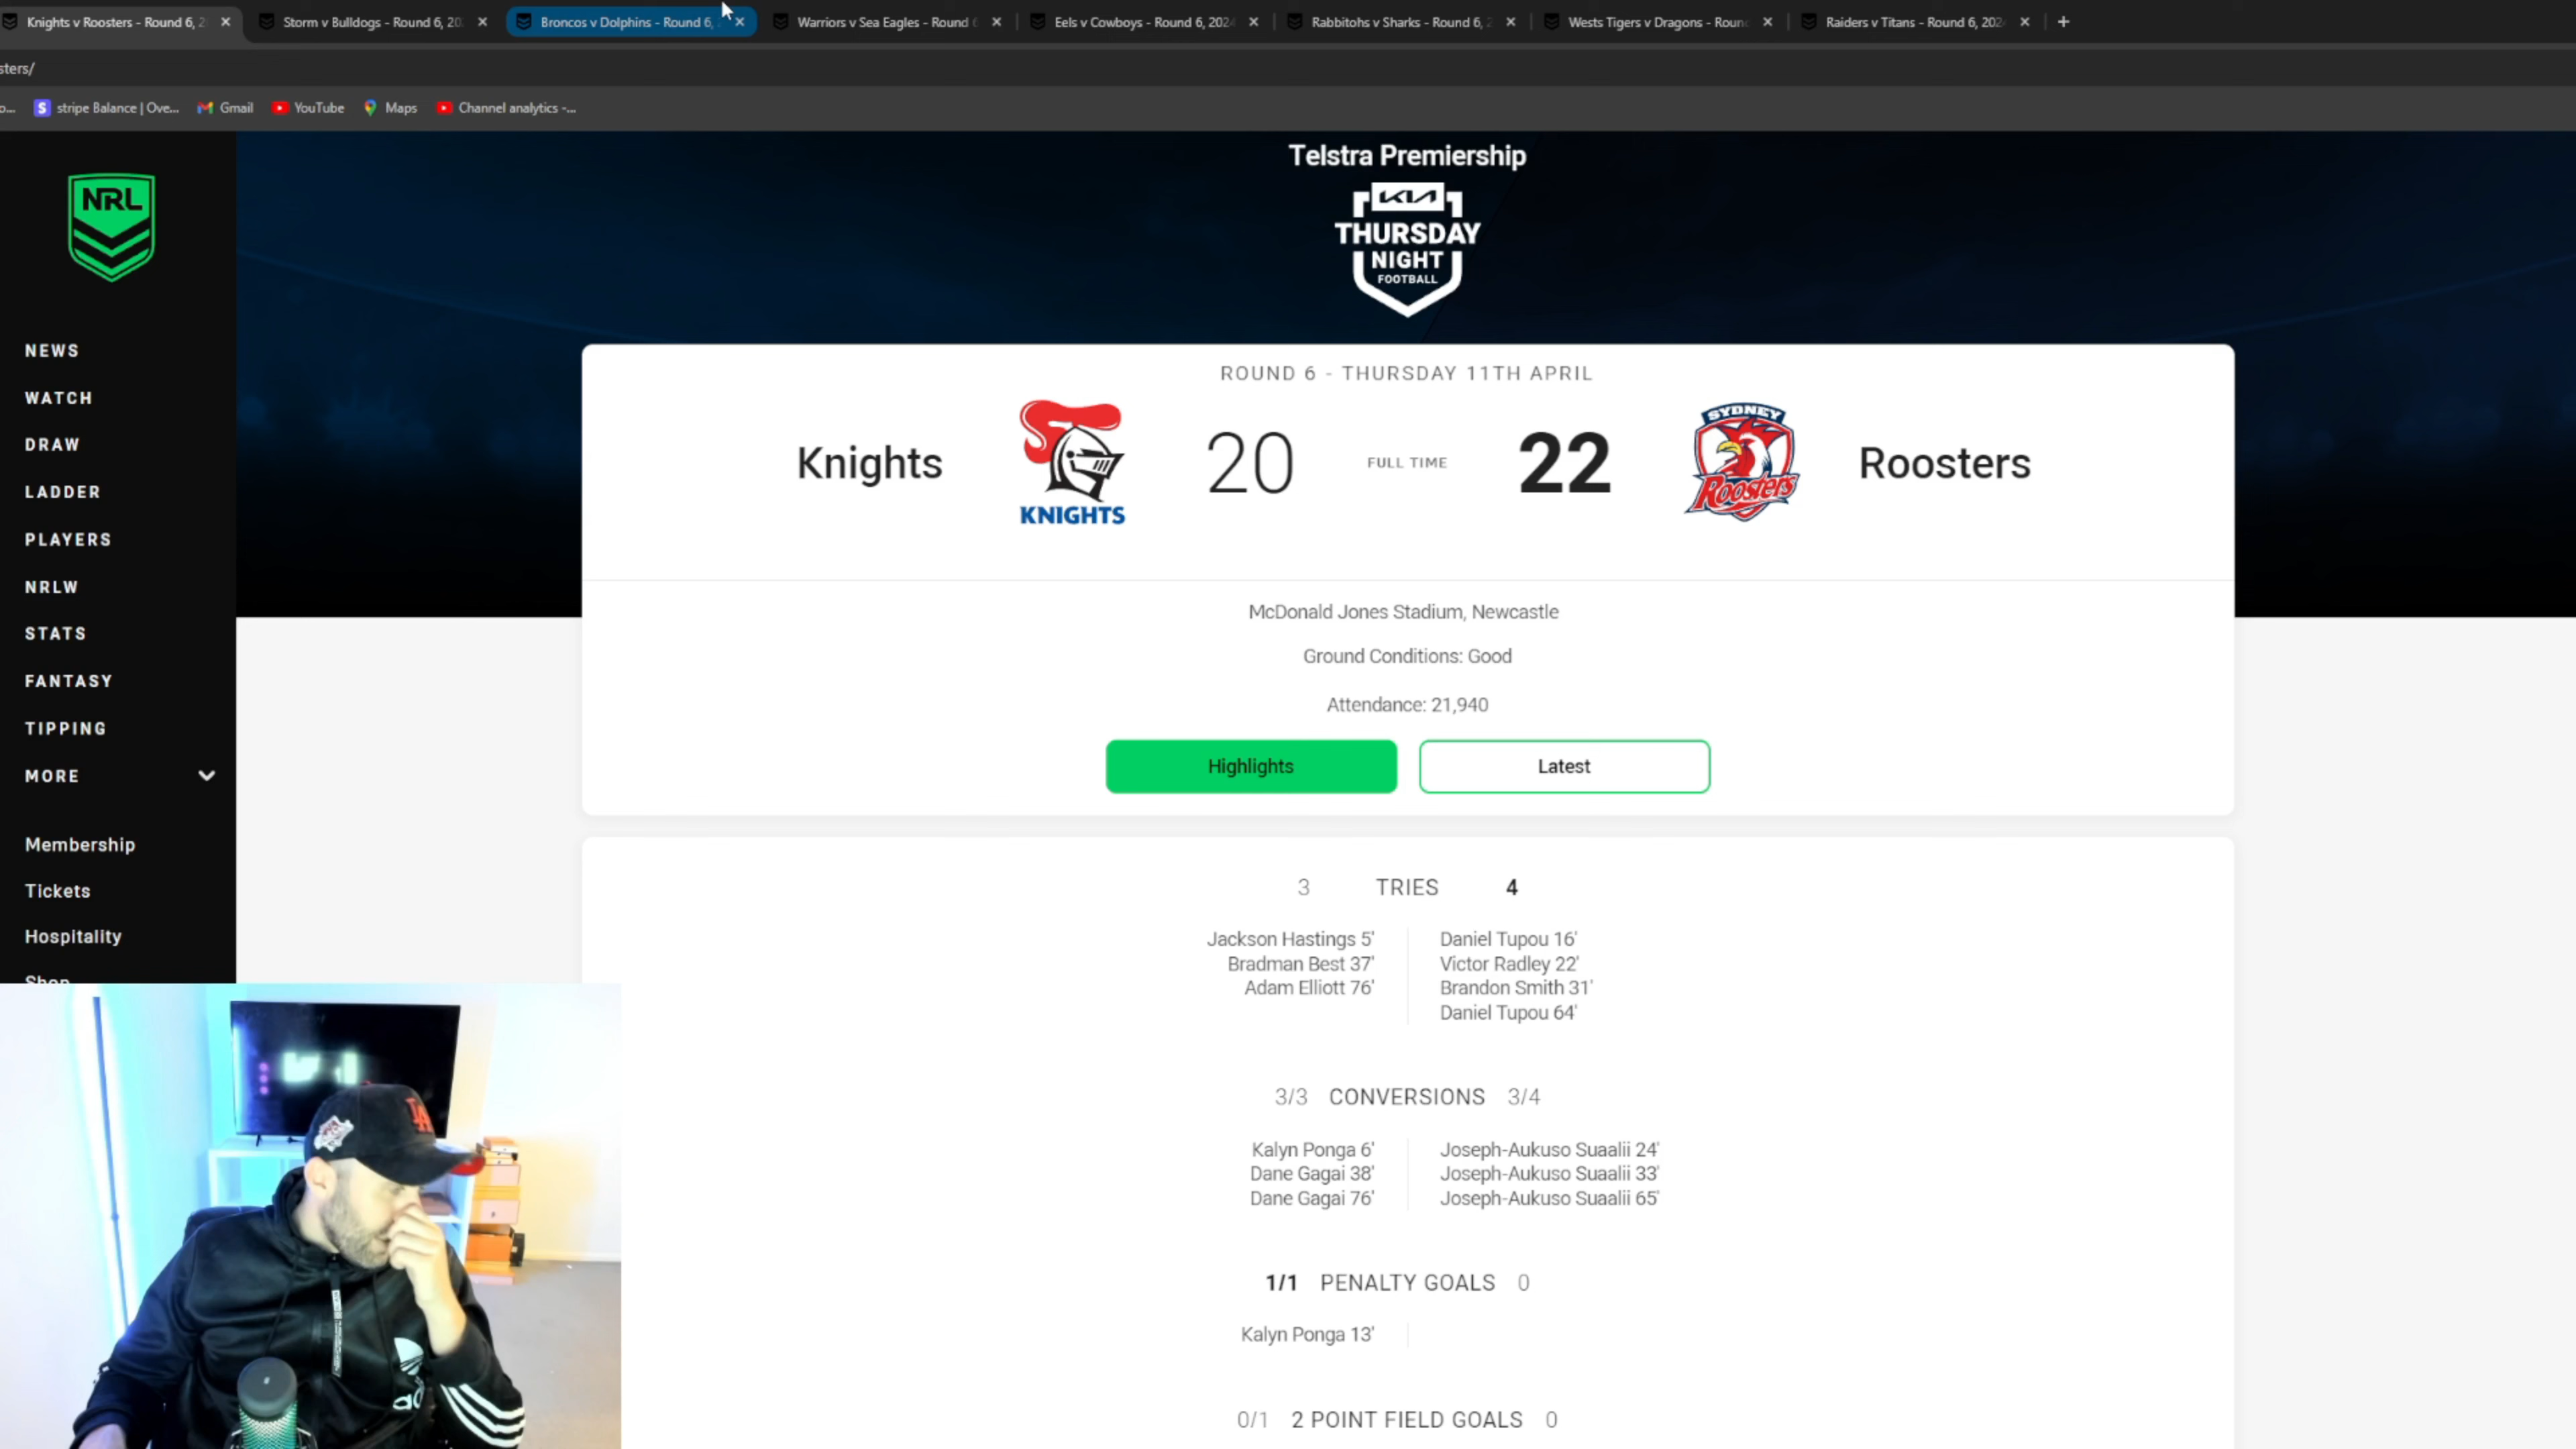 Knights v Roosters - Round 6, 2
Storm v Bulldogs - Round 6, 20
Broncos v Dolphins - Round 6,
Warriors v Sea Eagles - Round 6
Eels v Cowboys - Round 6, 2024
Rabbitohs v Sharks - Round 6, 2
Wests Tigers v Dragons - Roun
Raiders v Titans - Round 6, 202
sters/
o...
stripe Balance | Ove...
Gmail
YouTube
Maps
Channel analytics -...
NRL
NEWS
WATCH
DRAW
LADDER
PLAYERS
NRLW
STATS
FANTASY
TIPPING
MORE
Membership
Tickets
Hospitality
Shop
Telstra Premiership
KIA
THURSDAY
NIGHT
FOOTBALL
ROUND 6 - THURSDAY 11TH APRIL
Knights
KNIGHTS
20
FULL TIME
22
SYDNEY
Roosters
Roosters
McDonald Jones Stadium, Newcastle
Ground Conditions: Good
Attendance: 21,940
Highlights
Latest
3 TRIES 4
Jackson Hastings 5'
Bradman Best 37'
Adam Elliott 76'
Daniel Tupou 16'
Victor Radley 22'
Brandon Smith 31'
Daniel Tupou 64'
3/3 CONVERSIONS 3/4
Kalyn Ponga 6'
Dane Gagai 38'
Dane Gagai 76'
Joseph-Aukuso Suaalii 24'
Joseph-Aukuso Suaalii 33'
Joseph-Aukuso Suaalii 65'
1/1 PENALTY GOALS 0
Kalyn Ponga 13'
0/1 2 POINT FIELD GOALS 0
LA